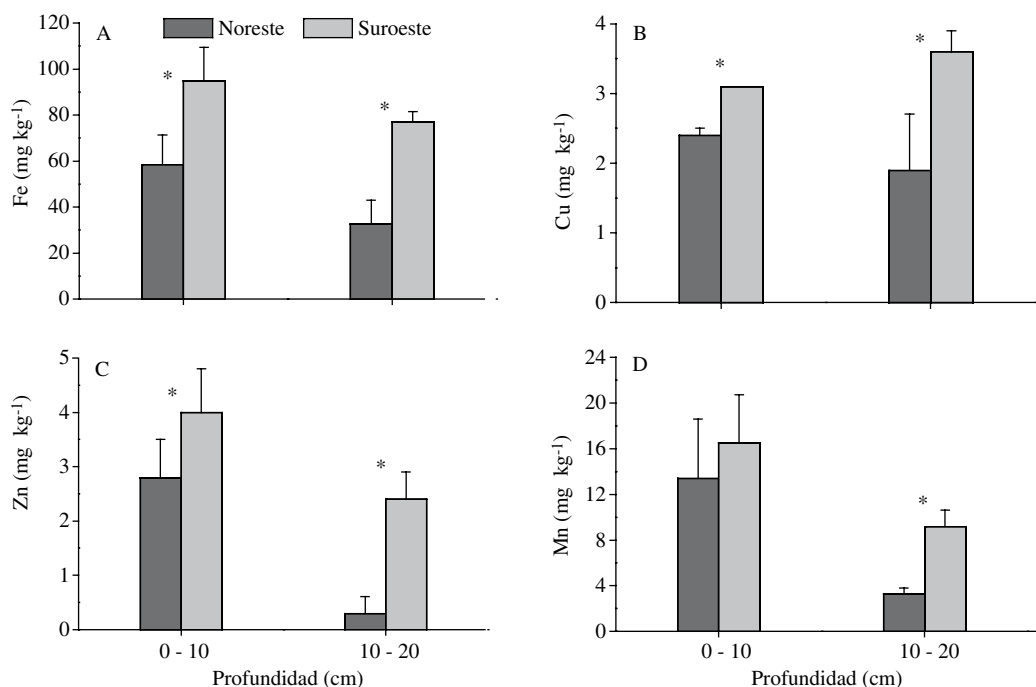 A
Noreste
Suroeste
Fe (mg kg⁻¹)
120
100
80
60
40
20
0
*
*
B
Cu (mg kg⁻¹)
4
3
2
1
0
*
*
C
Zn (mg kg⁻¹)
5
4
3
2
1
0
*
*
0 - 10
10 - 20
Profundidad (cm)
D
Mn (mg kg⁻¹)
24
20
16
12
8
4
0
*
0 - 10
10 - 20
Profundidad (cm)